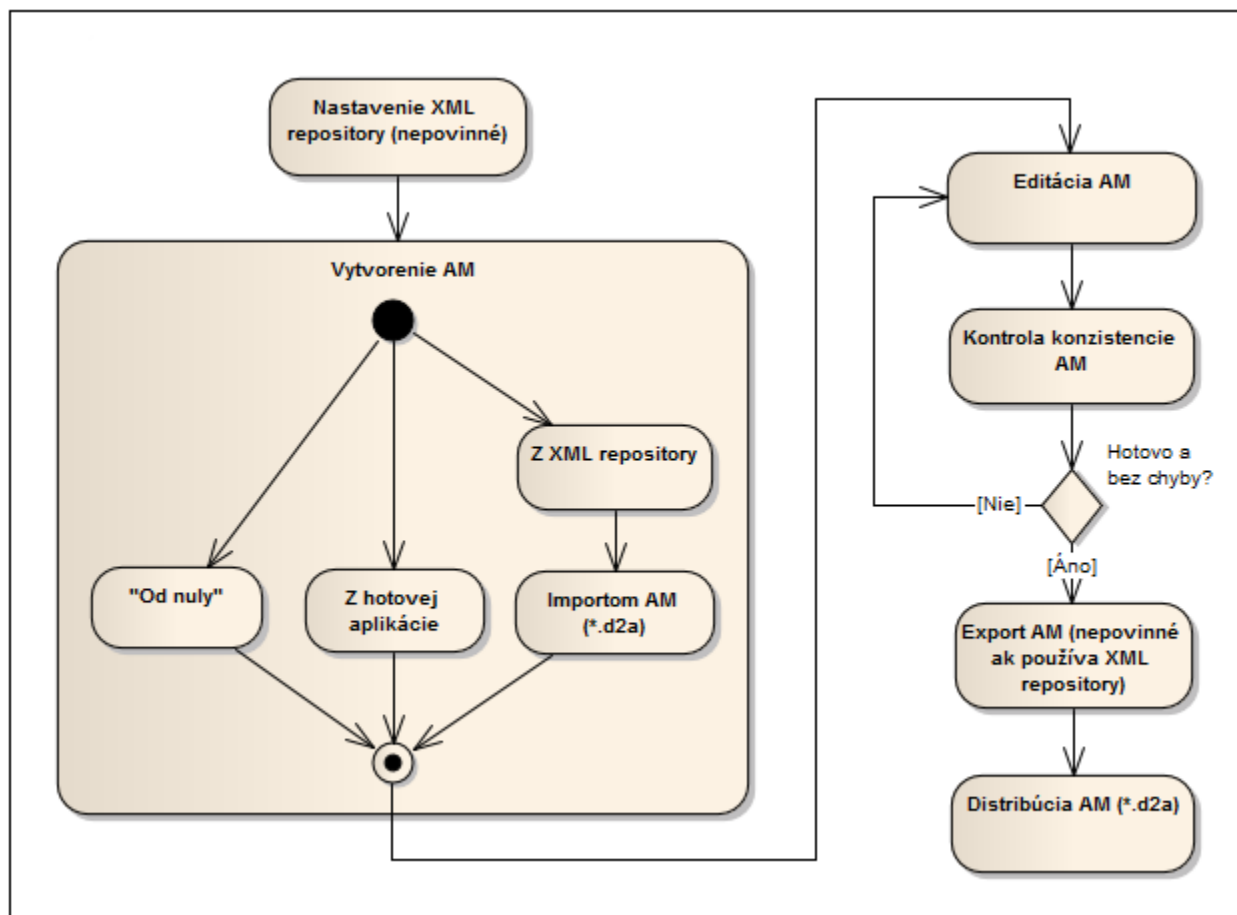 Nastavenie XML
repository (nepovinné)
Vytvorenie AM
Z XML repository
"Od nuly"
Z hotovej
aplikácie
Importom AM
(*.d2a)
Editácia AM
Kontrola konzistencie
AM
Hotovo a
bez chyby?
[Nie]
[Áno]
Export AM (nepovinné
ak používa XML
repository)
Distribúcia AM (*.d2a)